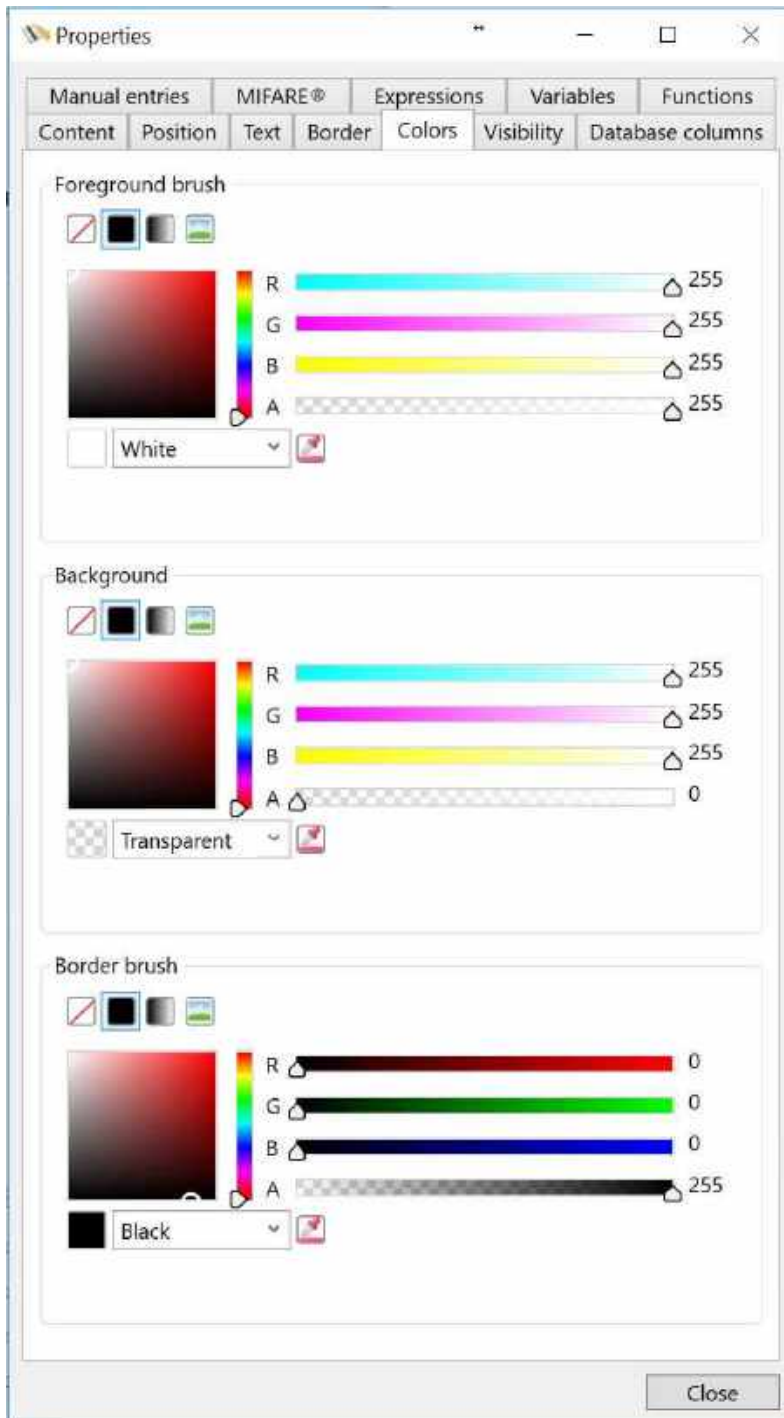 Properties
Manual entries MIFARE® Expressions Variables Functions
Content Position Text Border Colors Visibility Database columns
Foreground brush
R 255
G 255
B 255
A 255
White
Background
R 255
G 255
B 255
A 0
Transparent
Border brush
R 0
G 0
B 0
A 255
Black
Close